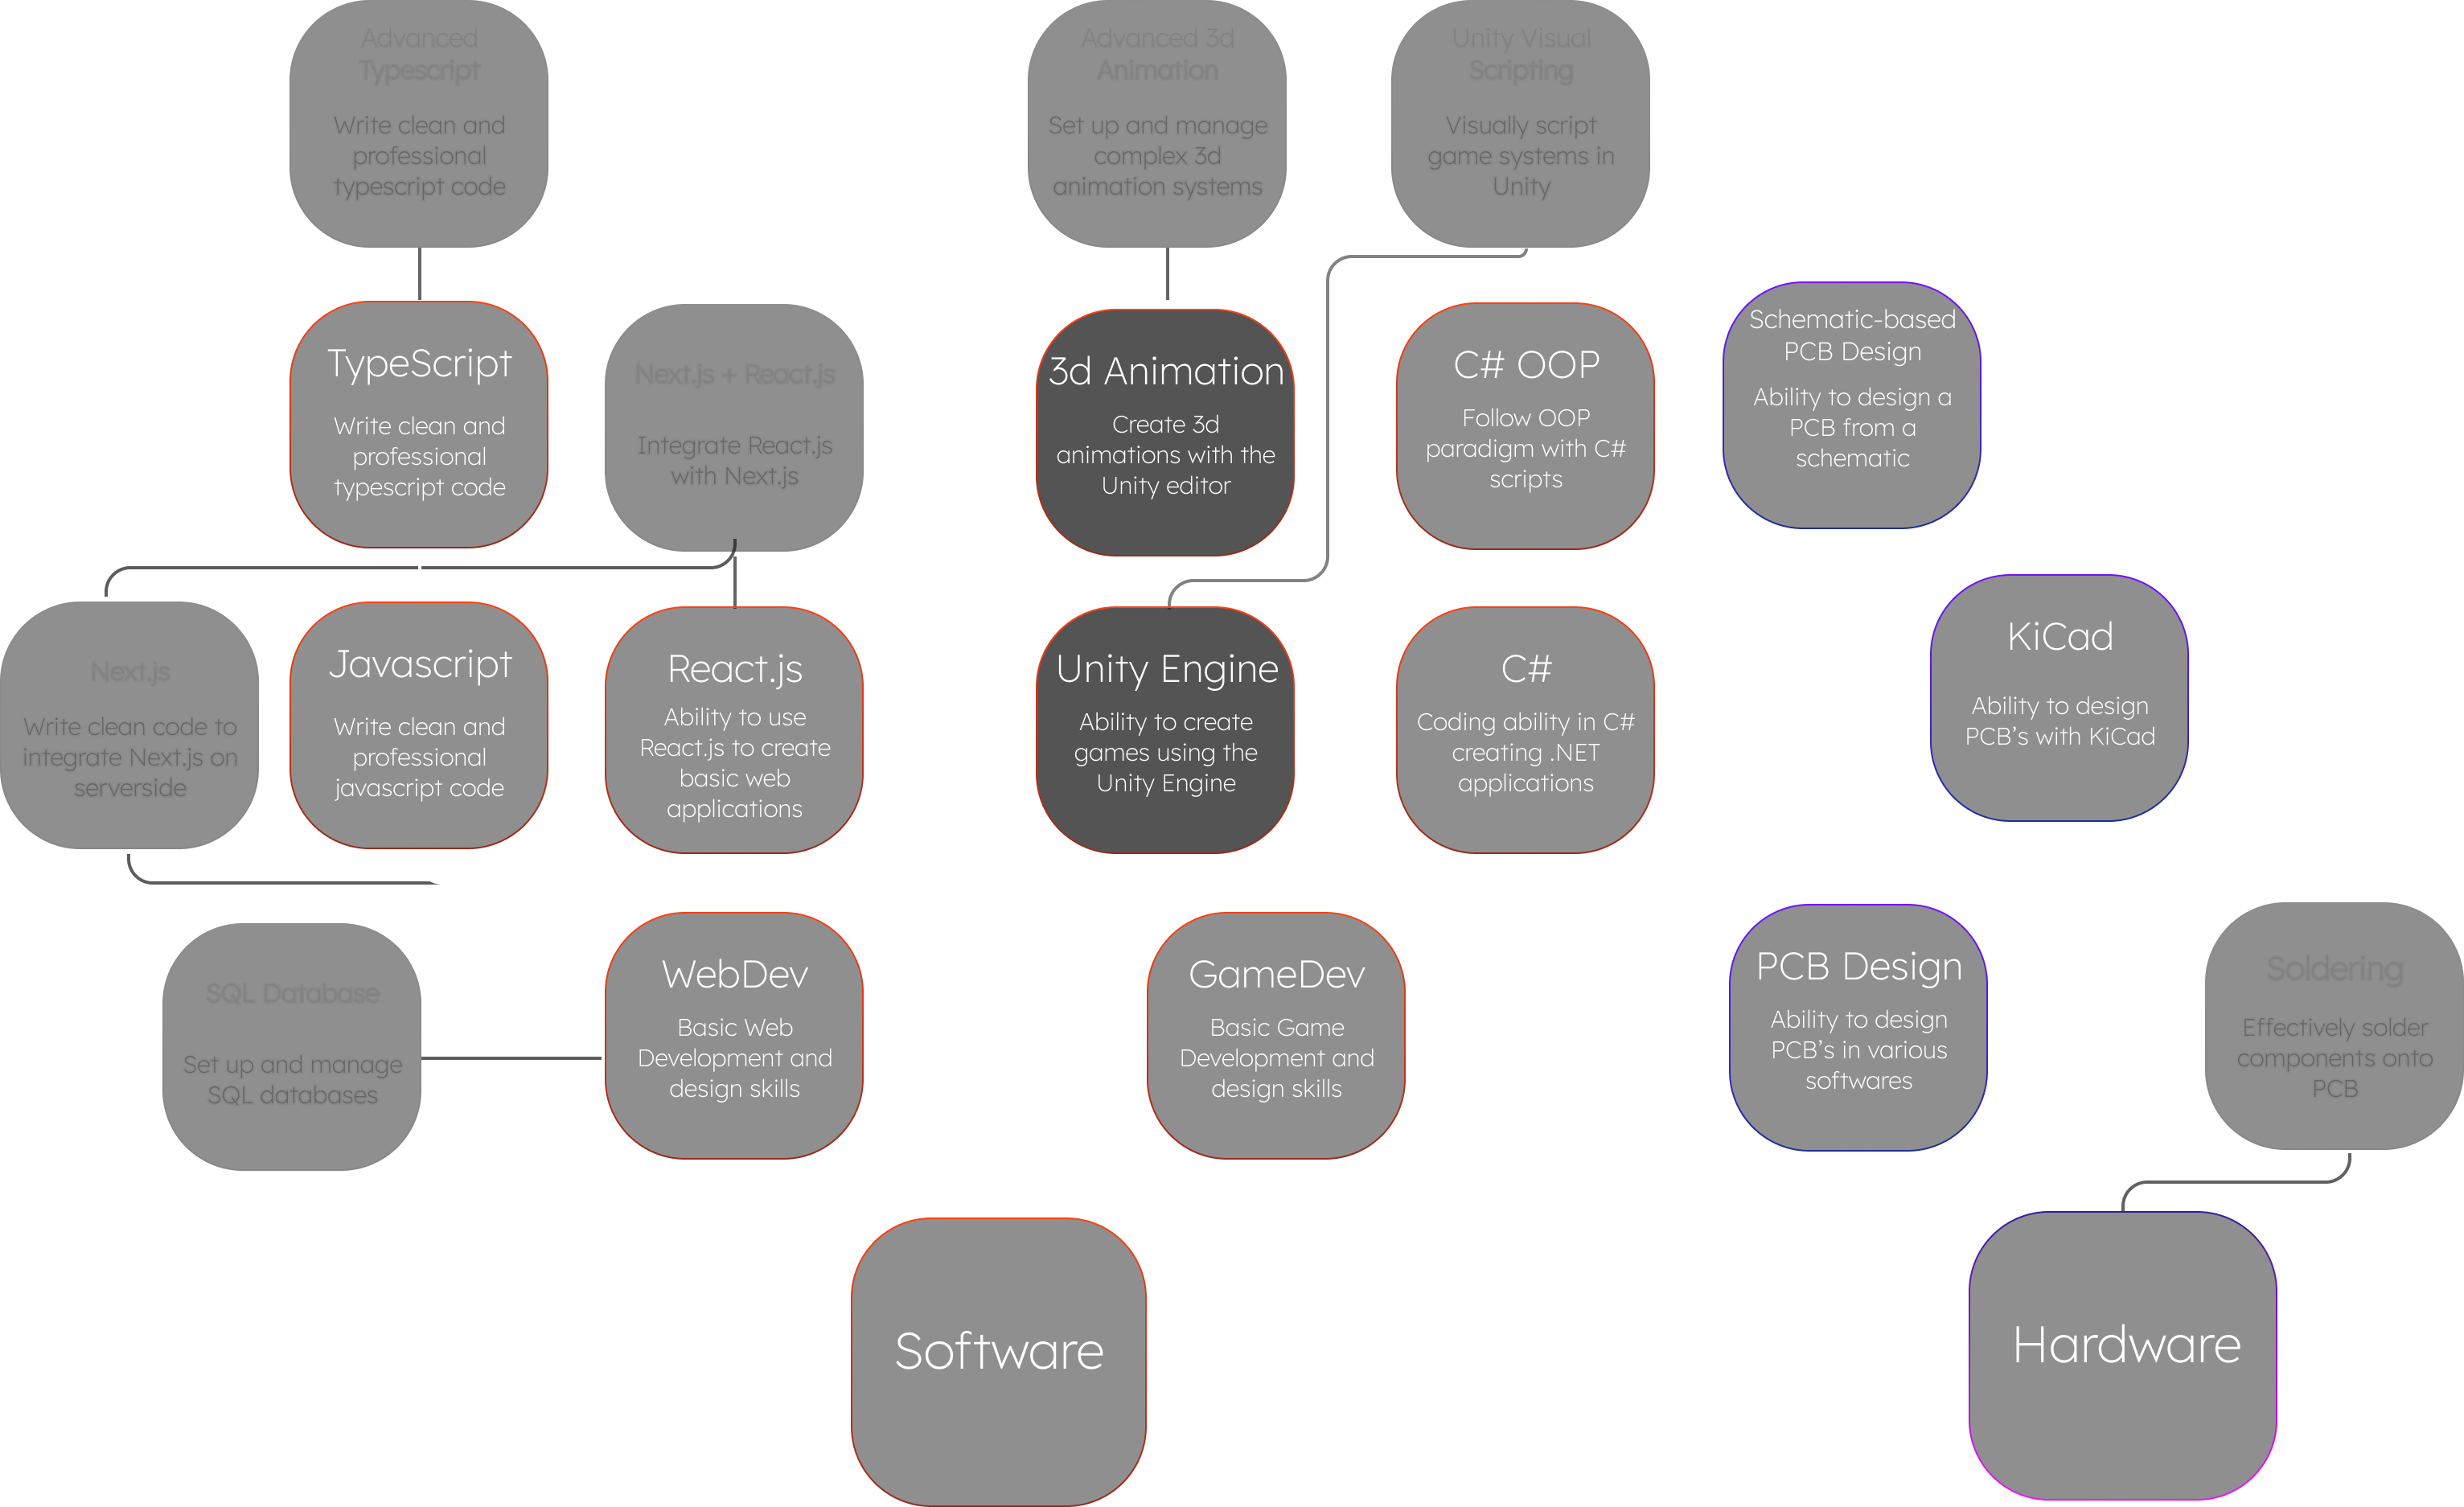 Advanced
Typescript
Write clean and
professional
typescript code
Advanced 3d
Animation
Set up and manage
complex 3d
animation systems
Unity Visual
Scripting
Visually script
game systems in
Unity
TypeScript
Write clean and
professional
typescript code
Next.js + React.js
Integrate React.js
with Next.js
3d Animation
Create 3d
animations with the
Unity editor
C# OOP
Follow OOP
paradigm with C#
scripts
Schematic-based
PCB Design
Ability to design a
PCB from a
schematic
Next.js
Write clean code to
integrate Next.js on
serverside
Javascript
Write clean and
professional
javascript code
React.js
Ability to use
React.js to create
basic web
applications
Unity Engine
Ability to create
games using the
Unity Engine
C#
Coding ability in C#
creating .NET
applications
KiCad
Ability to design
PCB's with KiCad
SQL Database
Set up and manage
SQL databases
WebDev
Basic Web
Development and
design skills
GameDev
Basic Game
Development and
design skills
PCB Design
Ability to design
PCB's in various
softwares
Soldering
Effectively solder
components onto
PCB
Software
Hardware